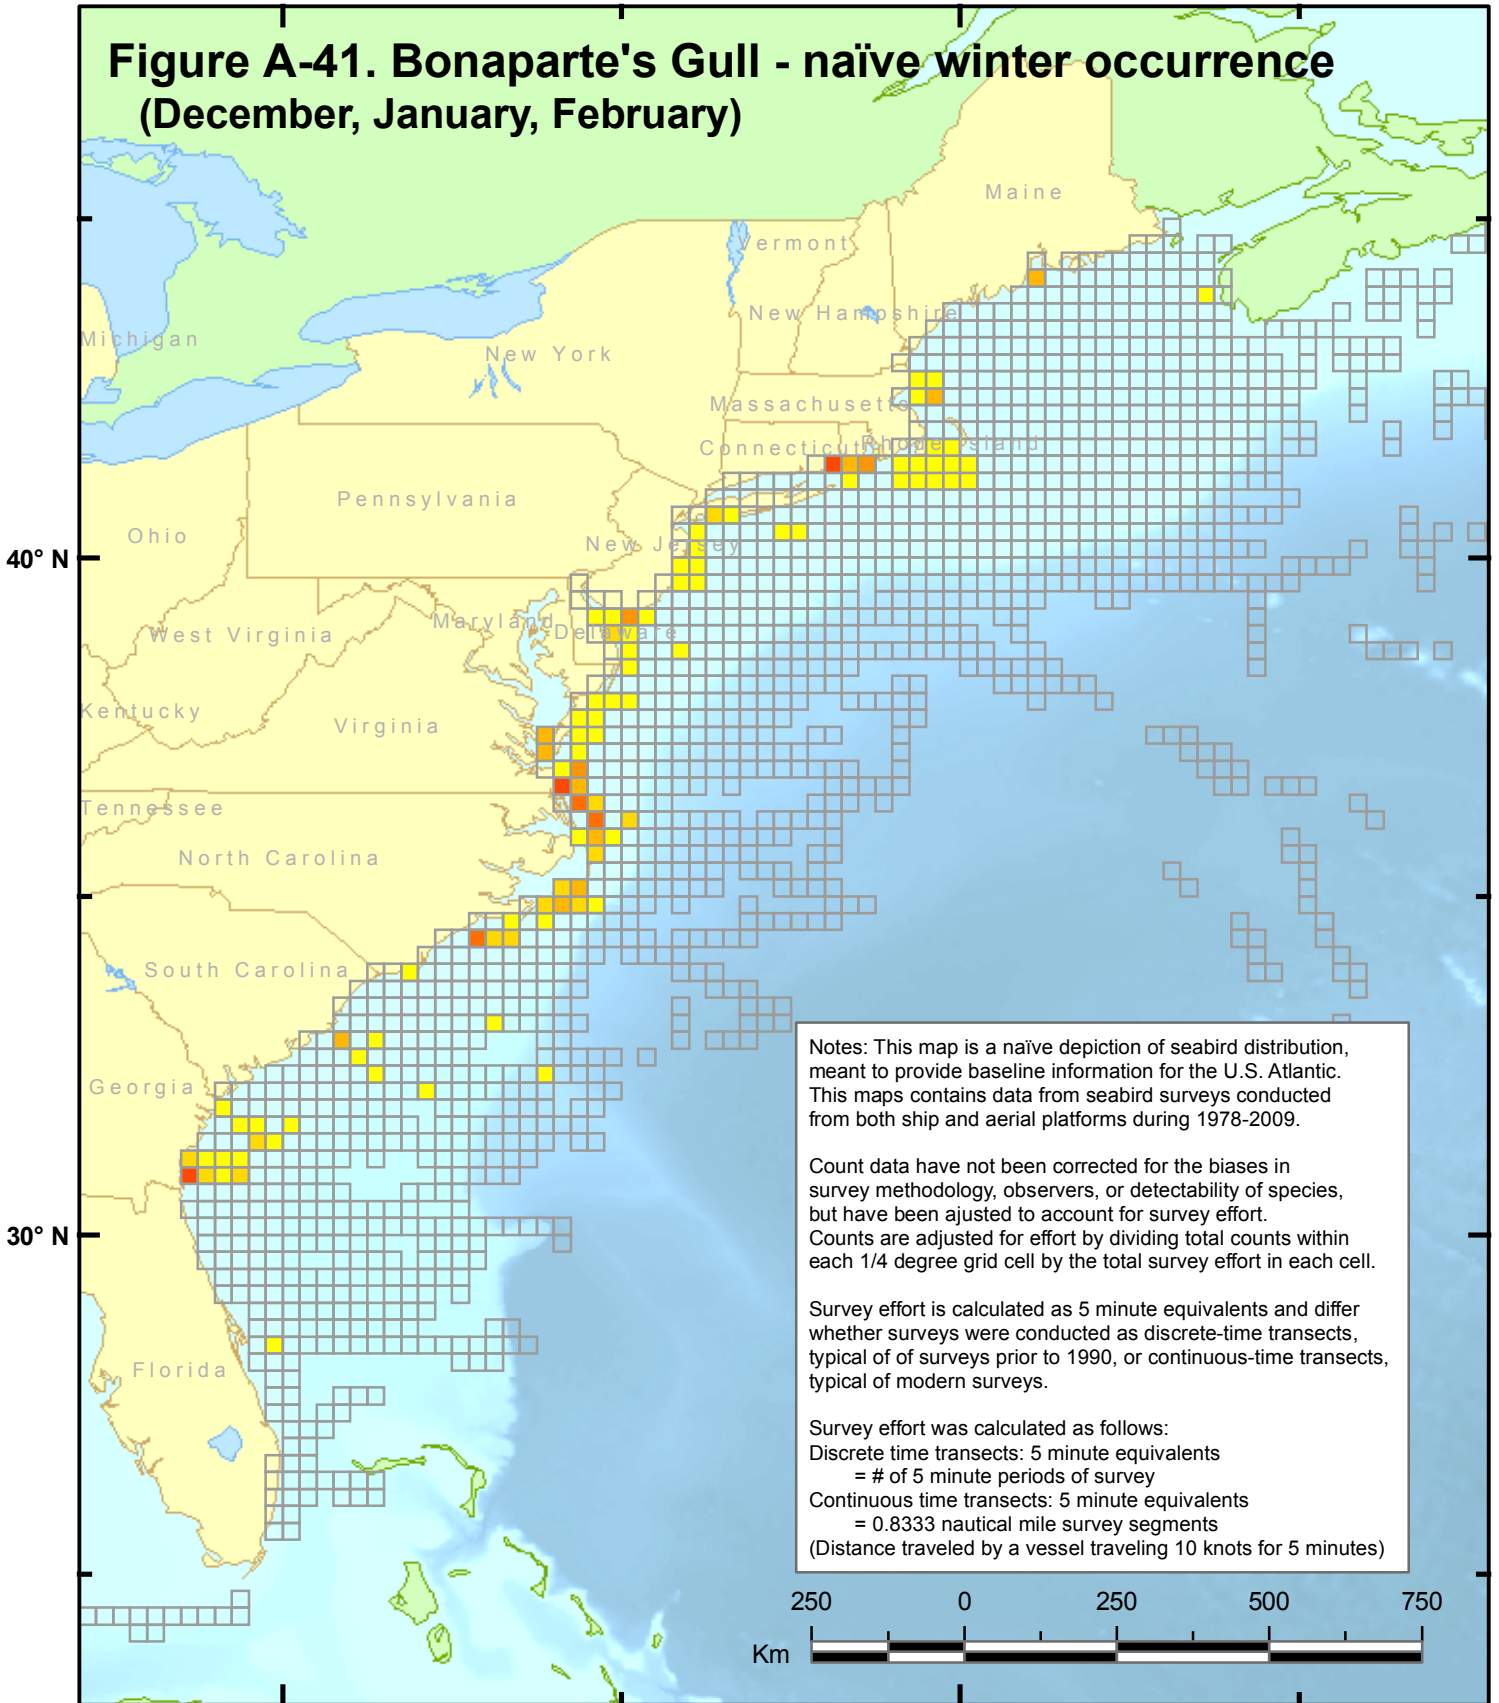 Figure A-41. Bonaparte's Gull - naïve winter occurrence
(December, January, February)
Maine
Vermont
New Hampshire
Michigan
New York
Massachusetts
Connecticut
Rhode Island
Pennsylvania
Ohio
New Jersey
40° N
Maryland
Delaware
West Virginia
Kentucky
Virginia
Tennessee
North Carolina
South Carolina
Georgia
30° N
Florida
Notes: This map is a naïve depiction of seabird distribution,
meant to provide baseline information for the U.S. Atlantic.
This maps contains data from seabird surveys conducted
from both ship and aerial platforms during 1978-2009.
Count data have not been corrected for the biases in
survey methodology, observers, or detectability of species,
but have been ajusted to account for survey effort.
Counts are adjusted for effort by dividing total counts within
each 1/4 degree grid cell by the total survey effort in each cell.
Survey effort is calculated as 5 minute equivalents and differ
whether surveys were conducted as discrete-time transects,
typical of of surveys prior to 1990, or continuous-time transects,
typical of modern surveys.
Survey effort was calculated as follows:
Discrete time transects: 5 minute equivalents
= # of 5 minute periods of survey
Continuous time transects: 5 minute equivalents
= 0.8333 nautical mile survey segments
(Distance traveled by a vessel traveling 10 knots for 5 minutes)
250 0 250 500 750
Km